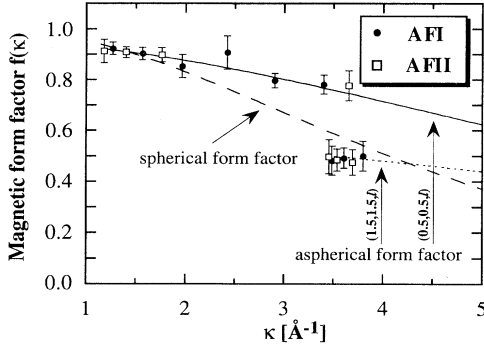 Magnetic form factor f(κ)
1.0
0.8
0.6
0.4
0.2
0.0
AFI
AFII
spherical form factor
(1.5,1.5,l)
(0.5,0.5,l)
aspherical form factor
1
2
3
4
5
κ [Å⁻¹]